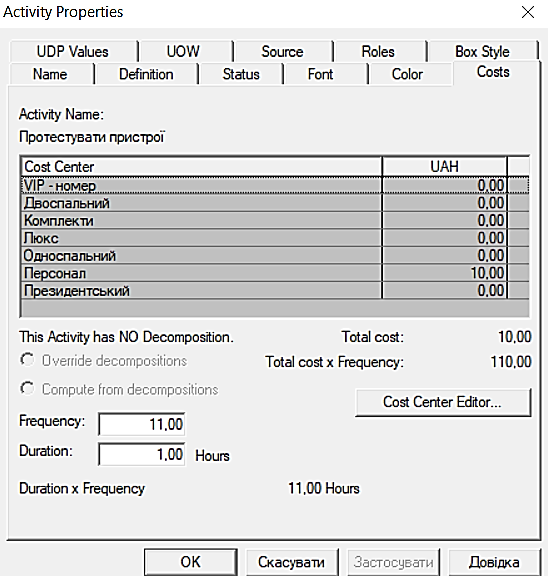 Activity Properties
UDP Values UOW Source Roles Box Style
Name Definition Status Font Color Costs
Activity Name:
Протестувати пристрої
Cost Center UAH
VIP - номер 0,00
Двоспальний 0,00
Комплекти 0,00
Люкс 0,00
Односпальний 0,00
Персонал 10,00
Президентський 0,00
This Activity has NO Decomposition. Total cost: 10,00
Override decompositions Total cost x Frequency: 110,00
Compute from decompositions
Cost Center Editor...
Frequency: 11,00
Duration: 1,00 Hours
Duration x Frequency 11,00 Hours
OK Скасувати Застосувати Довідка